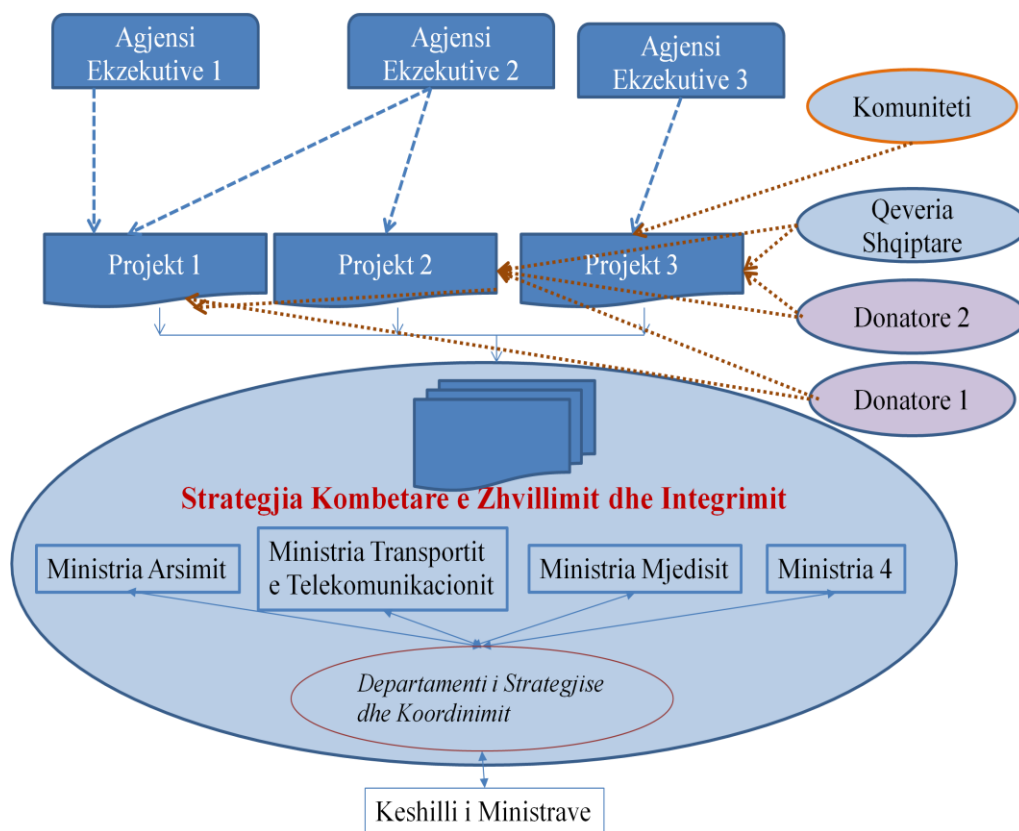 Agjensi
Ekzekutive 1
Agjensi
Ekzekutive 2
Agjensi
Ekzekutive 3
Komuniteti
Qeveria
Shqiptare
Projekt 1
Projekt 2
Projekt 3
Donatore 2
Donatore 1
Strategjia Kombetare e Zhvillimit dhe Integrimit
Ministria Arsimit
Ministria Transportit
e Telekomunikacionit
Ministria Mjedisit
Ministria 4
Departamenti i Strategjise
dhe Koordinimit
Keshilli i Ministrave